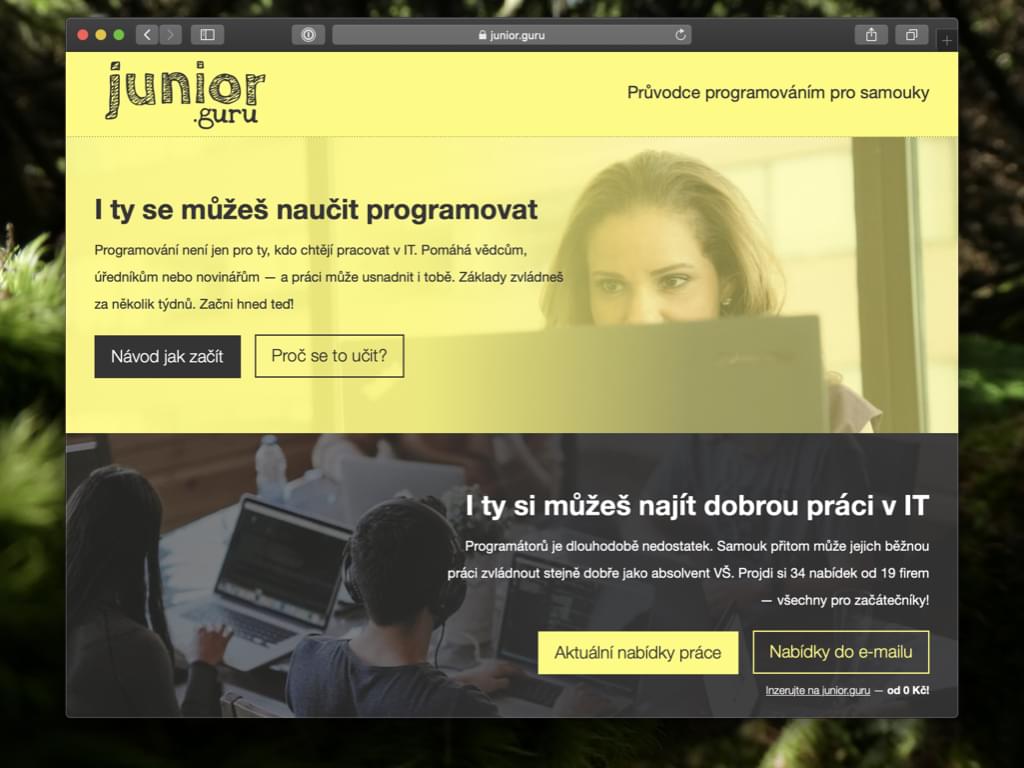 junior.guru
junior
.guru
Průvodce programováním pro samouky
I ty se můžeš naučit programovat
Programování není jen pro ty, kdo chtějí pracovat v IT. Pomáhá vědcům,
úředníkům nebo novinářům — a práci může usnadnit i tobě. Základy zvládneš
za několik týdnů. Začni hned teď!
Návod jak začít
Proč se to učit?
I ty si můžeš najít dobrou práci v IT
Programátorů je dlouhodobě nedostatek. Samouk přitom může jejich běžnou
práci zvládnout stejně dobře jako absolvent VŠ. Projdi si 34 nabídek od 19 firem
— všechny pro začátečníky!
Aktuální nabídky práce
Nabídky do e-mailu
Inzerujte na junior.guru — od 0 Kč!